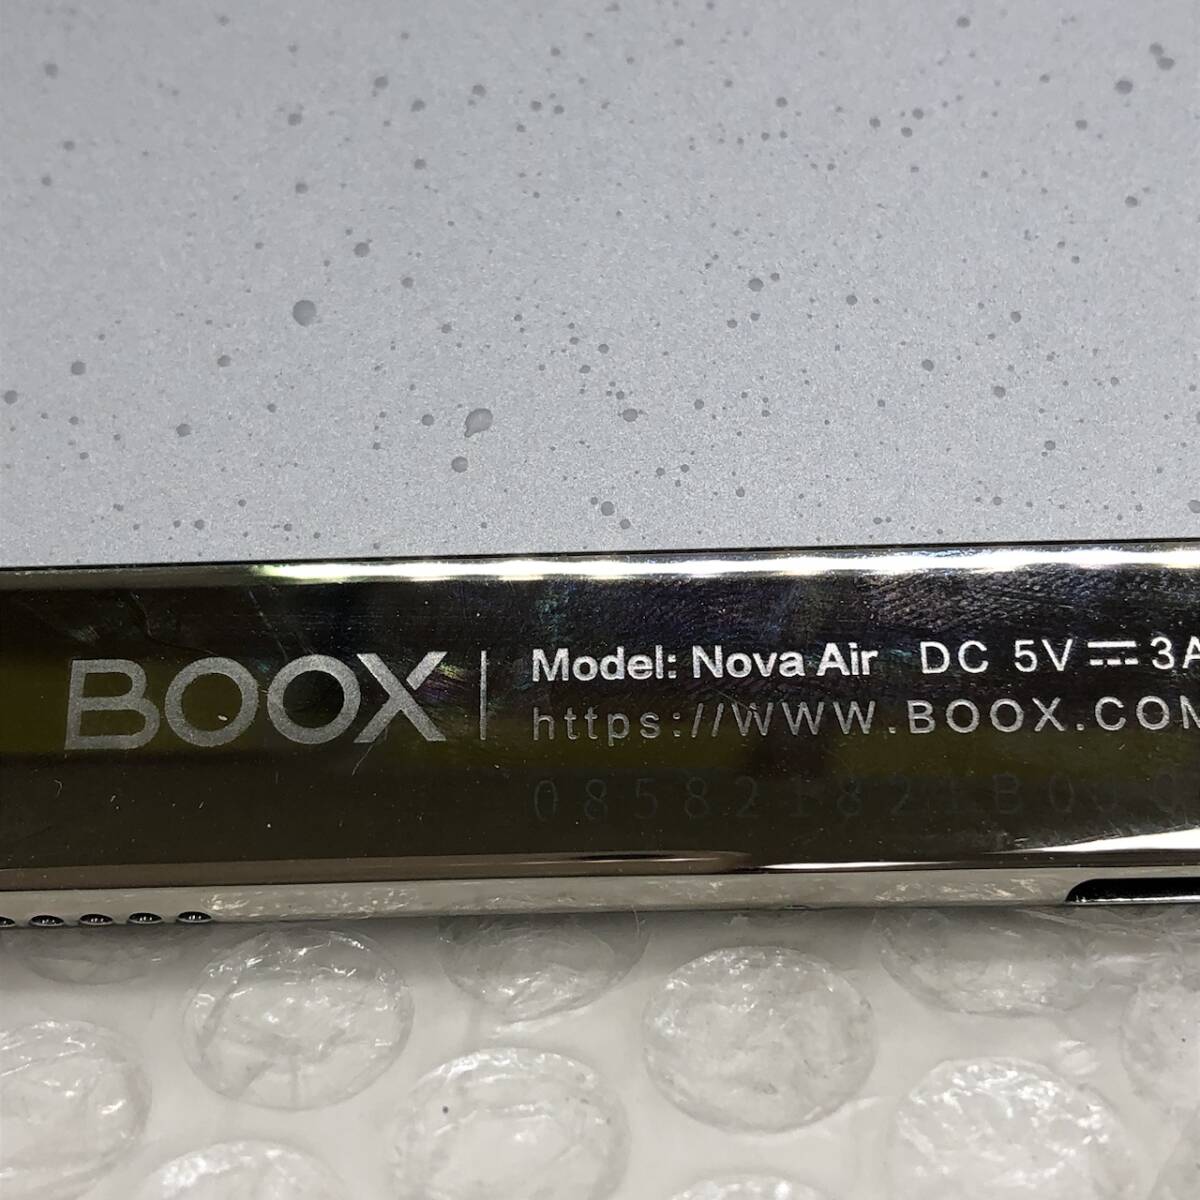 BOOX
Model: Nova Air DC 5V ⎓ 3A
https://WWW.BOOX.COM